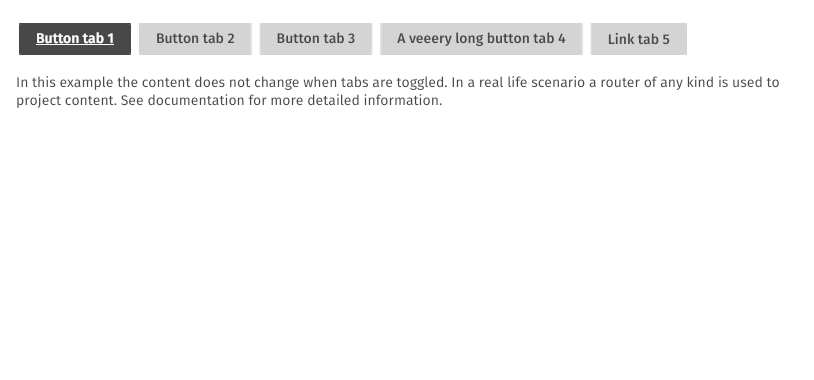 Button tab 1 Button tab 2 Button tab 3 A veeery long button tab 4 Link tab 5
In this example the content does not change when tabs are toggled. In a real life scenario a router of any kind is used to
project content. See documentation for more detailed information.